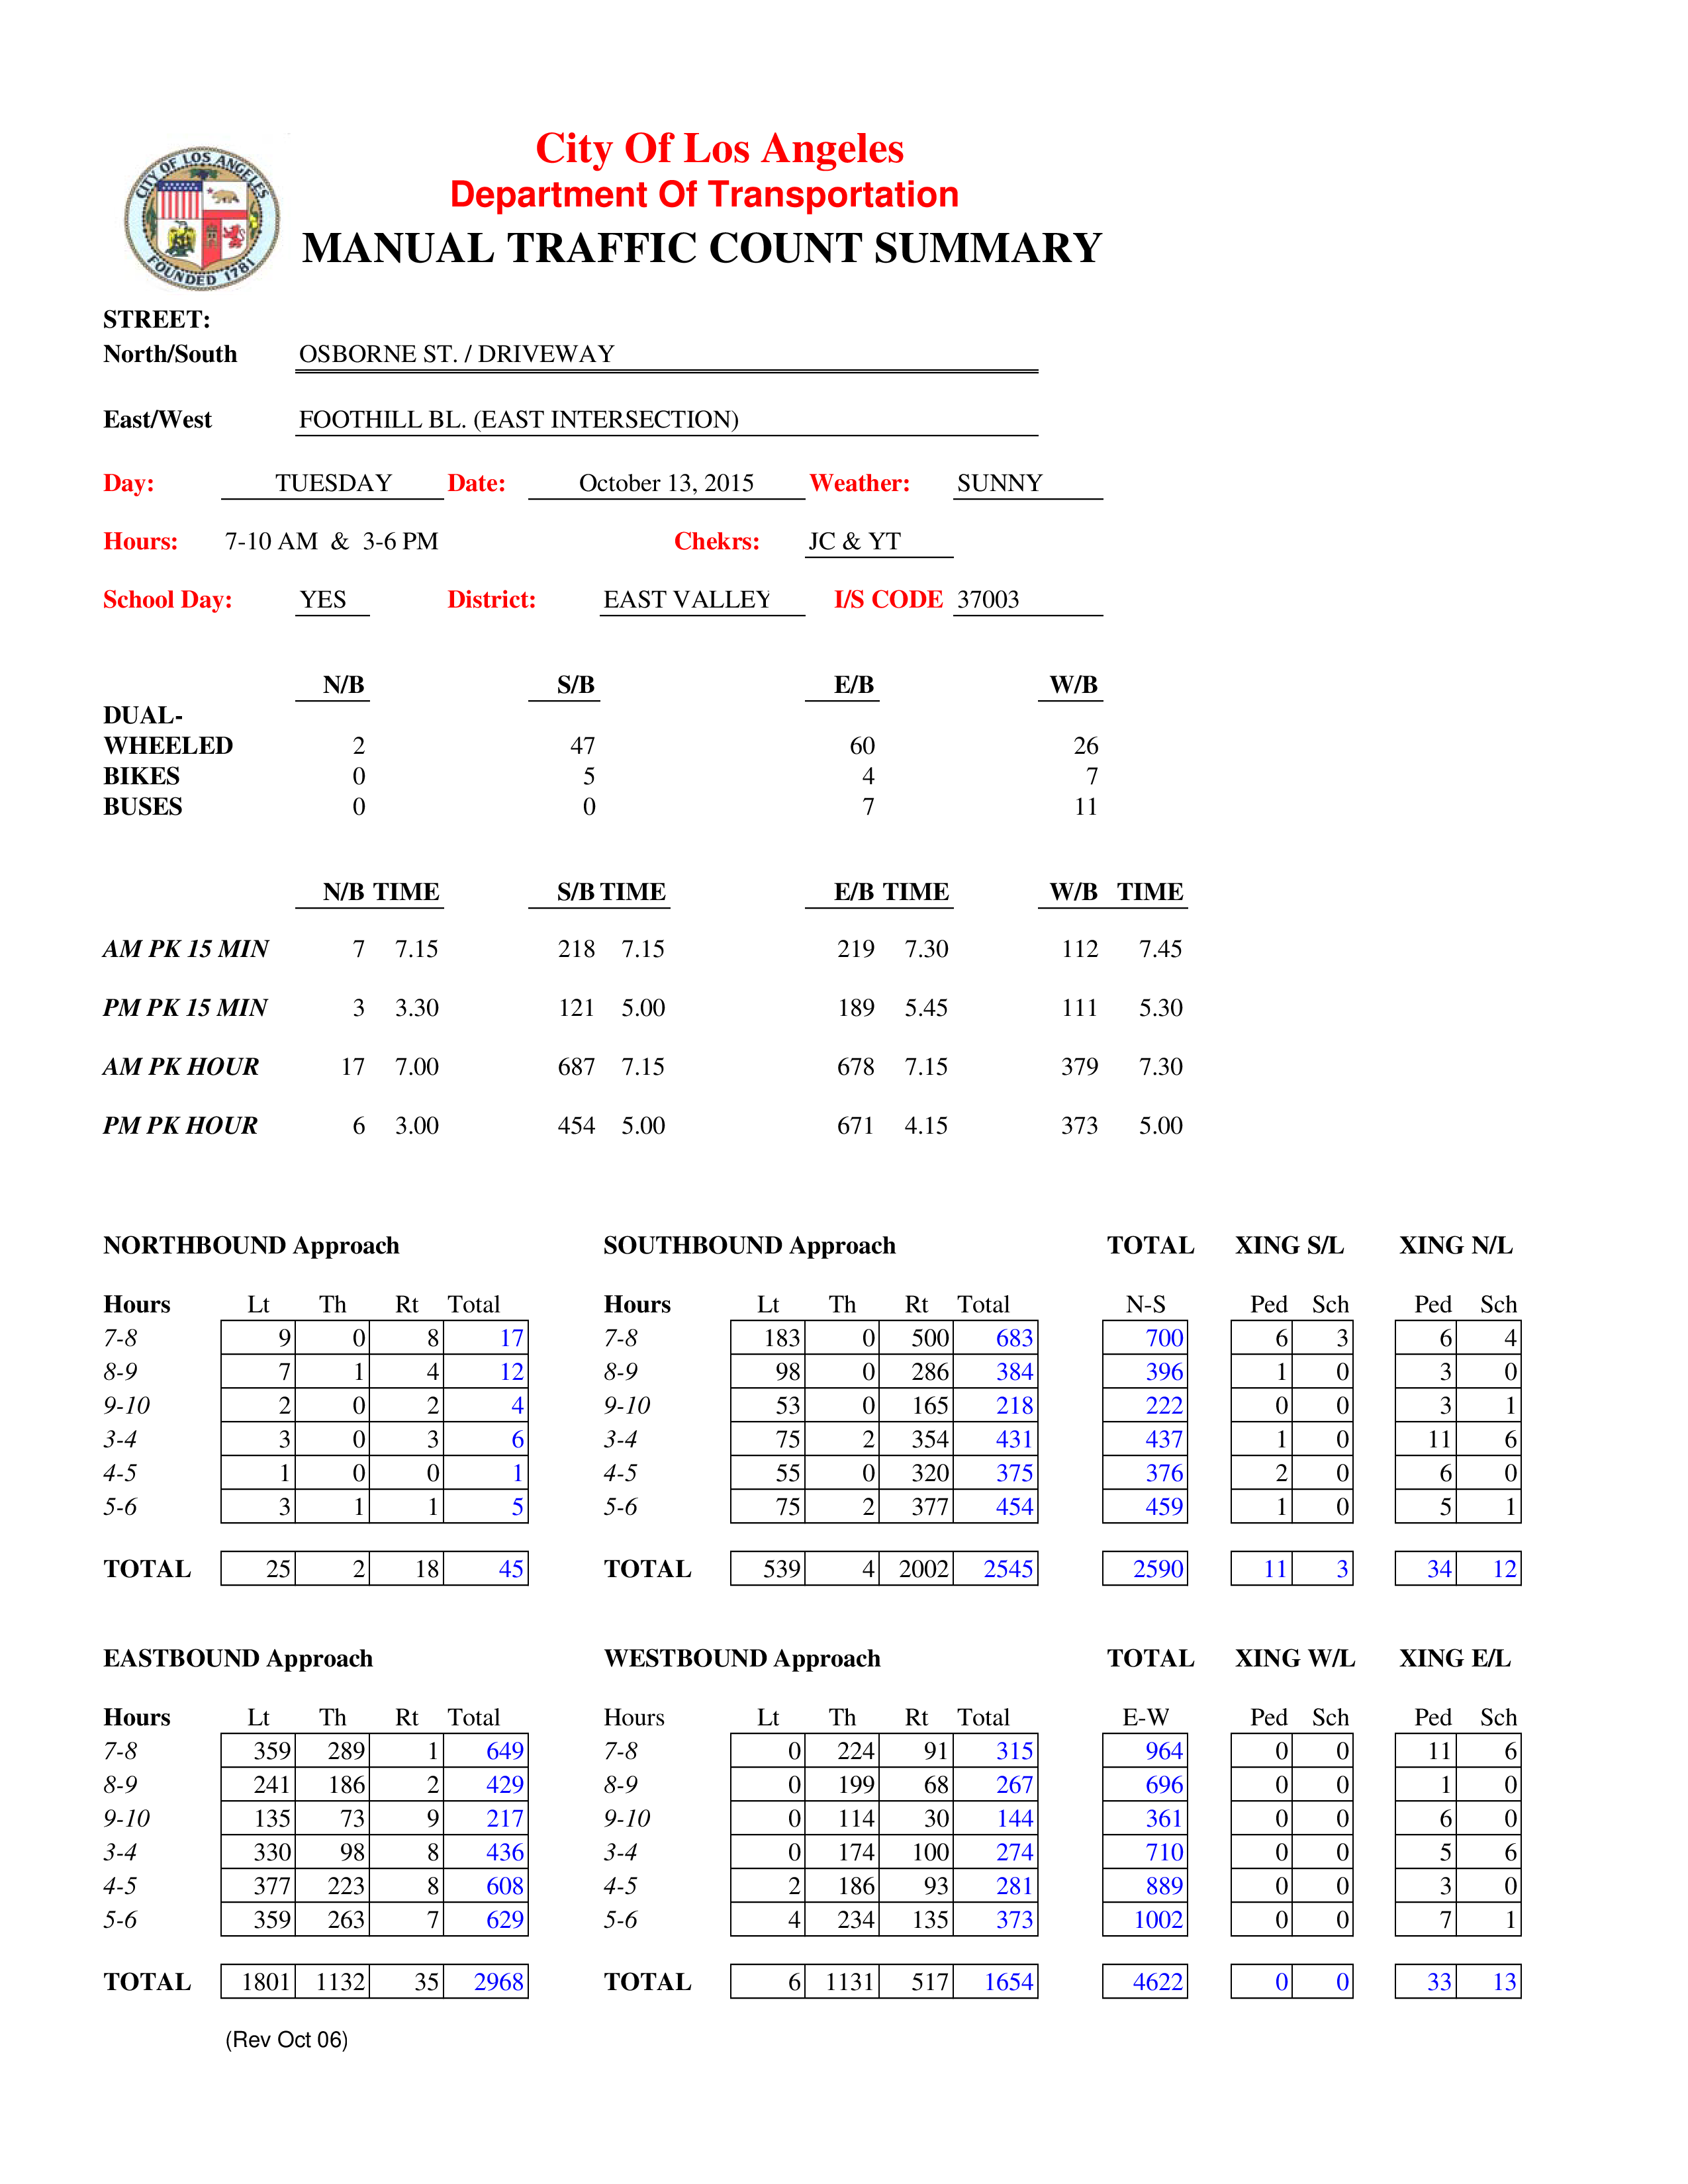 CITY OF LOS ANGELES
FOUNDED 1781
City Of Los Angeles
Department Of Transportation
MANUAL TRAFFIC COUNT SUMMARY
STREET:
North/South OSBORNE ST. / DRIVEWAY
East/West FOOTHILL BL. (EAST INTERSECTION)
Day: TUESDAY Date: October 13, 2015 Weather: SUNNY
Hours: 7-10 AM & 3-6 PM Chekrs: JC & YT
School Day: YES District: EAST VALLEY I/S CODE 37003
N/B S/B E/B W/B
DUAL-
WHEELED 2 47 60 26
BIKES 0 5 4 7
BUSES 0 0 7 11
N/B TIME S/B TIME E/B TIME W/B TIME
AM PK 15 MIN 7 7.15 218 7.15 219 7.30 112 7.45
PM PK 15 MIN 3 3.30 121 5.00 189 5.45 111 5.30
AM PK HOUR 17 7.00 687 7.15 678 7.15 379 7.30
PM PK HOUR 6 3.00 454 5.00 671 4.15 373 5.00
NORTHBOUND Approach SOUTHBOUND Approach TOTAL XING S/L XING N/L
Hours Lt Th Rt Total Hours Lt Th Rt Total N-S Ped Sch Ped Sch
7-8 9 0 8 17 7-8 183 0 500 683 700 6 3 6 4
8-9 7 1 4 12 8-9 98 0 286 384 396 1 0 3 0
9-10 2 0 2 4 9-10 53 0 165 218 222 0 0 3 1
3-4 3 0 3 6 3-4 75 2 354 431 437 1 0 11 6
4-5 1 0 0 1 4-5 55 0 320 375 376 2 0 6 0
5-6 3 1 1 5 5-6 75 2 377 454 459 1 0 5 1
TOTAL 25 2 18 45 TOTAL 539 4 2002 2545 2590 11 3 34 12
EASTBOUND Approach WESTBOUND Approach TOTAL XING W/L XING E/L
Hours Lt Th Rt Total Hours Lt Th Rt Total E-W Ped Sch Ped Sch
7-8 359 289 1 649 7-8 0 224 91 315 964 0 0 11 6
8-9 241 186 2 429 8-9 0 199 68 267 696 0 0 1 0
9-10 135 73 9 217 9-10 0 114 30 144 361 0 0 6 0
3-4 330 98 8 436 3-4 0 174 100 274 710 0 0 5 6
4-5 377 223 8 608 4-5 2 186 93 281 889 0 0 3 0
5-6 359 263 7 629 5-6 4 234 135 373 1002 0 0 7 1
TOTAL 1801 1132 35 2968 TOTAL 6 1131 517 1654 4622 0 0 33 13
(Rev Oct 06)